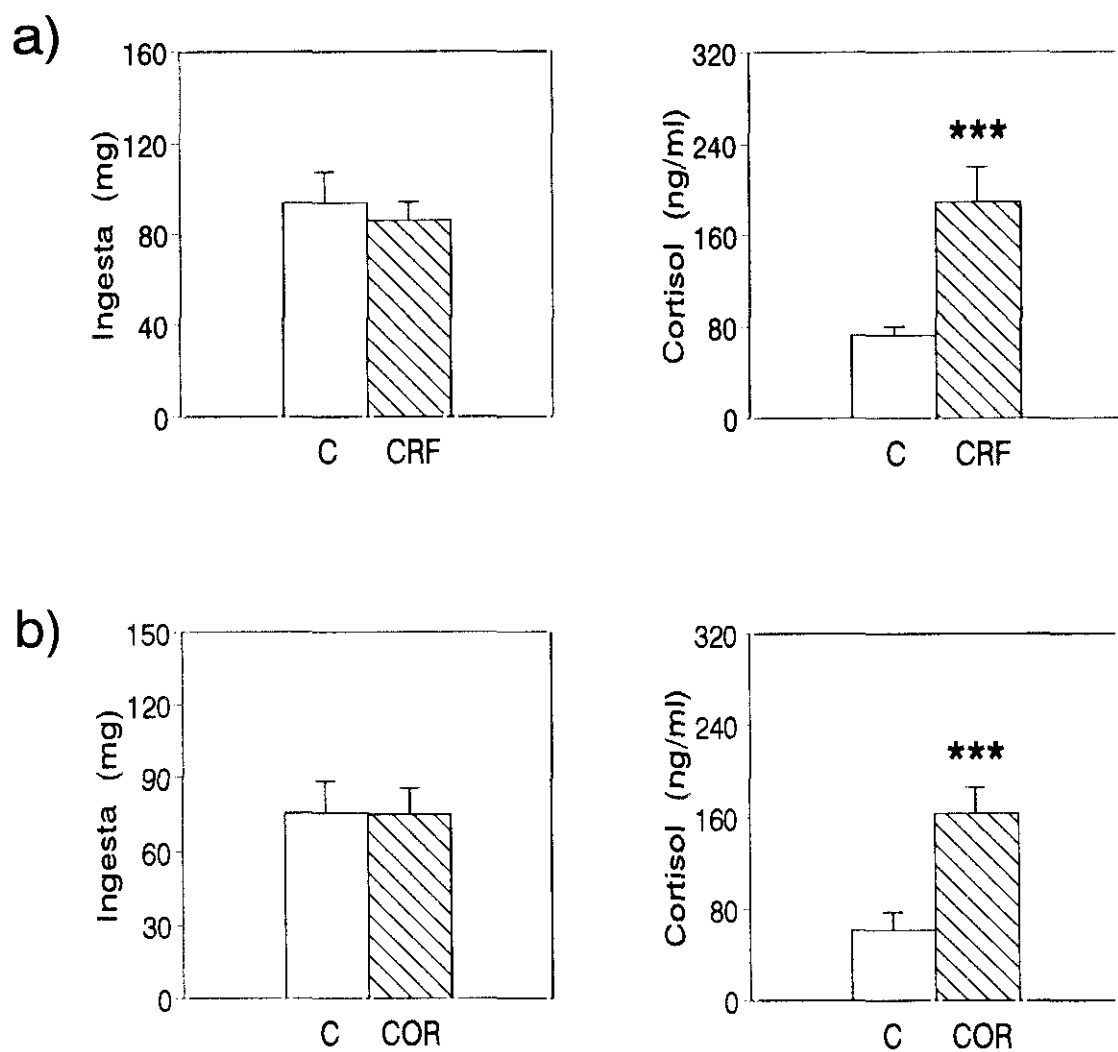 a)
Ingesta (mg)
160
120
80
40
0
C CRF
Cortisol (ng/ml)
320
240
160
80
0
***
C CRF
b)
Ingesta (mg)
150
120
90
60
30
0
C COR
Cortisol (ng/ml)
320
240
160
80
0
***
C COR